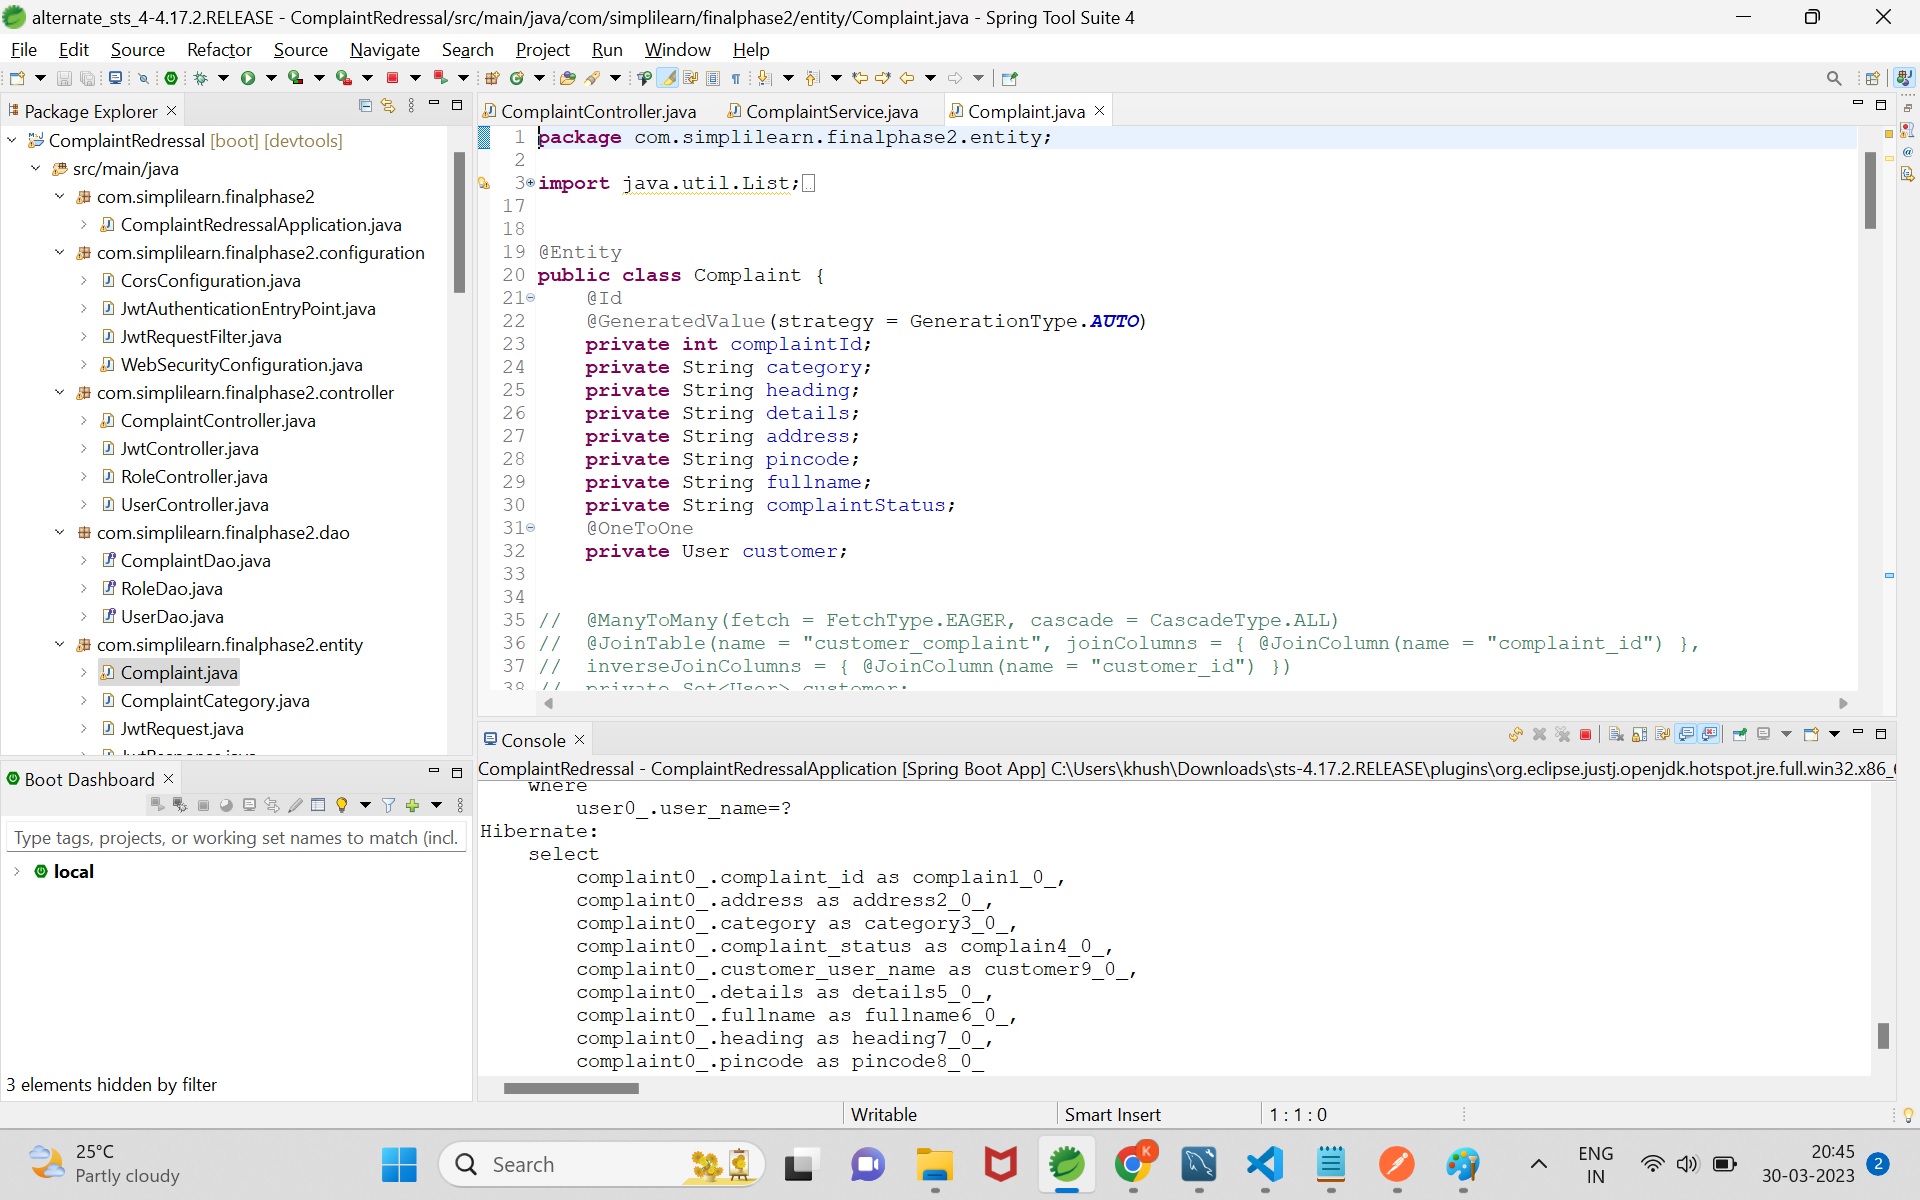 alternate_sts_4-4.17.2.RELEASE - ComplaintRedressal/src/main/java/com/simplilearn/finalphase2/entity/Complaint.java - Spring Tool Suite 4
File Edit Source Refactor Source Navigate Search Project Run Window Help
Package Explorer
ComplaintRedressal [boot] [devtools]
src/main/java
com.simplilearn.finalphase2
ComplaintRedressalApplication.java
com.simplilearn.finalphase2.configuration
CorsConfiguration.java
JwtAuthenticationEntryPoint.java
JwtRequestFilter.java
WebSecurityConfiguration.java
com.simplilearn.finalphase2.controller
ComplaintController.java
JwtController.java
RoleController.java
UserController.java
com.simplilearn.finalphase2.dao
ComplaintDao.java
RoleDao.java
UserDao.java
com.simplilearn.finalphase2.entity
Complaint.java
ComplaintCategory.java
JwtRequest.java
JwtResponse.java
ComplaintController.java ComplaintService.java Complaint.java
1 package com.simplilearn.finalphase2.entity;
2
3 import java.util.List;
17
18
19 @Entity
20 public class Complaint {
21 @Id
22 @GeneratedValue(strategy = GenerationType.AUTO)
23 private int complaintId;
24 private String category;
25 private String heading;
26 private String details;
27 private String address;
28 private String pincode;
29 private String fullname;
30 private String complaintStatus;
31 @OneToOne
32 private User customer;
33
34
35 // @ManyToMany(fetch = FetchType.EAGER, cascade = CascadeType.ALL)
36 // @JoinTable(name = "customer_complaint", joinColumns = { @JoinColumn(name = "complaint_id") },
37 // inverseJoinColumns = { @JoinColumn(name = "customer_id") })
38 // private Set<User> customer;
Boot Dashboard
Type tags, projects, or working set names to match (incl.
local
3 elements hidden by filter
Console
ComplaintRedressal - ComplaintRedressalApplication [Spring Boot App] C:\Users\khush\Downloads\sts-4.17.2.RELEASE\plugins\org.eclipse.justj.openjdk.hotspot.jre.full.win32.x86_
where
user0_.user_name=?
Hibernate:
select
complaint0_.complaint_id as complain1_0_,
complaint0_.address as address2_0_,
complaint0_.category as category3_0_,
complaint0_.complaint_status as complain4_0_,
complaint0_.customer_user_name as customer9_0_,
complaint0_.details as details5_0_,
complaint0_.fullname as fullname6_0_,
complaint0_.heading as heading7_0_,
complaint0_.pincode as pincode8_0_
Writable Smart Insert 1 : 1 : 0
25°C
Partly cloudy
Search
K
ENG
IN
20:45
30-03-2023
2